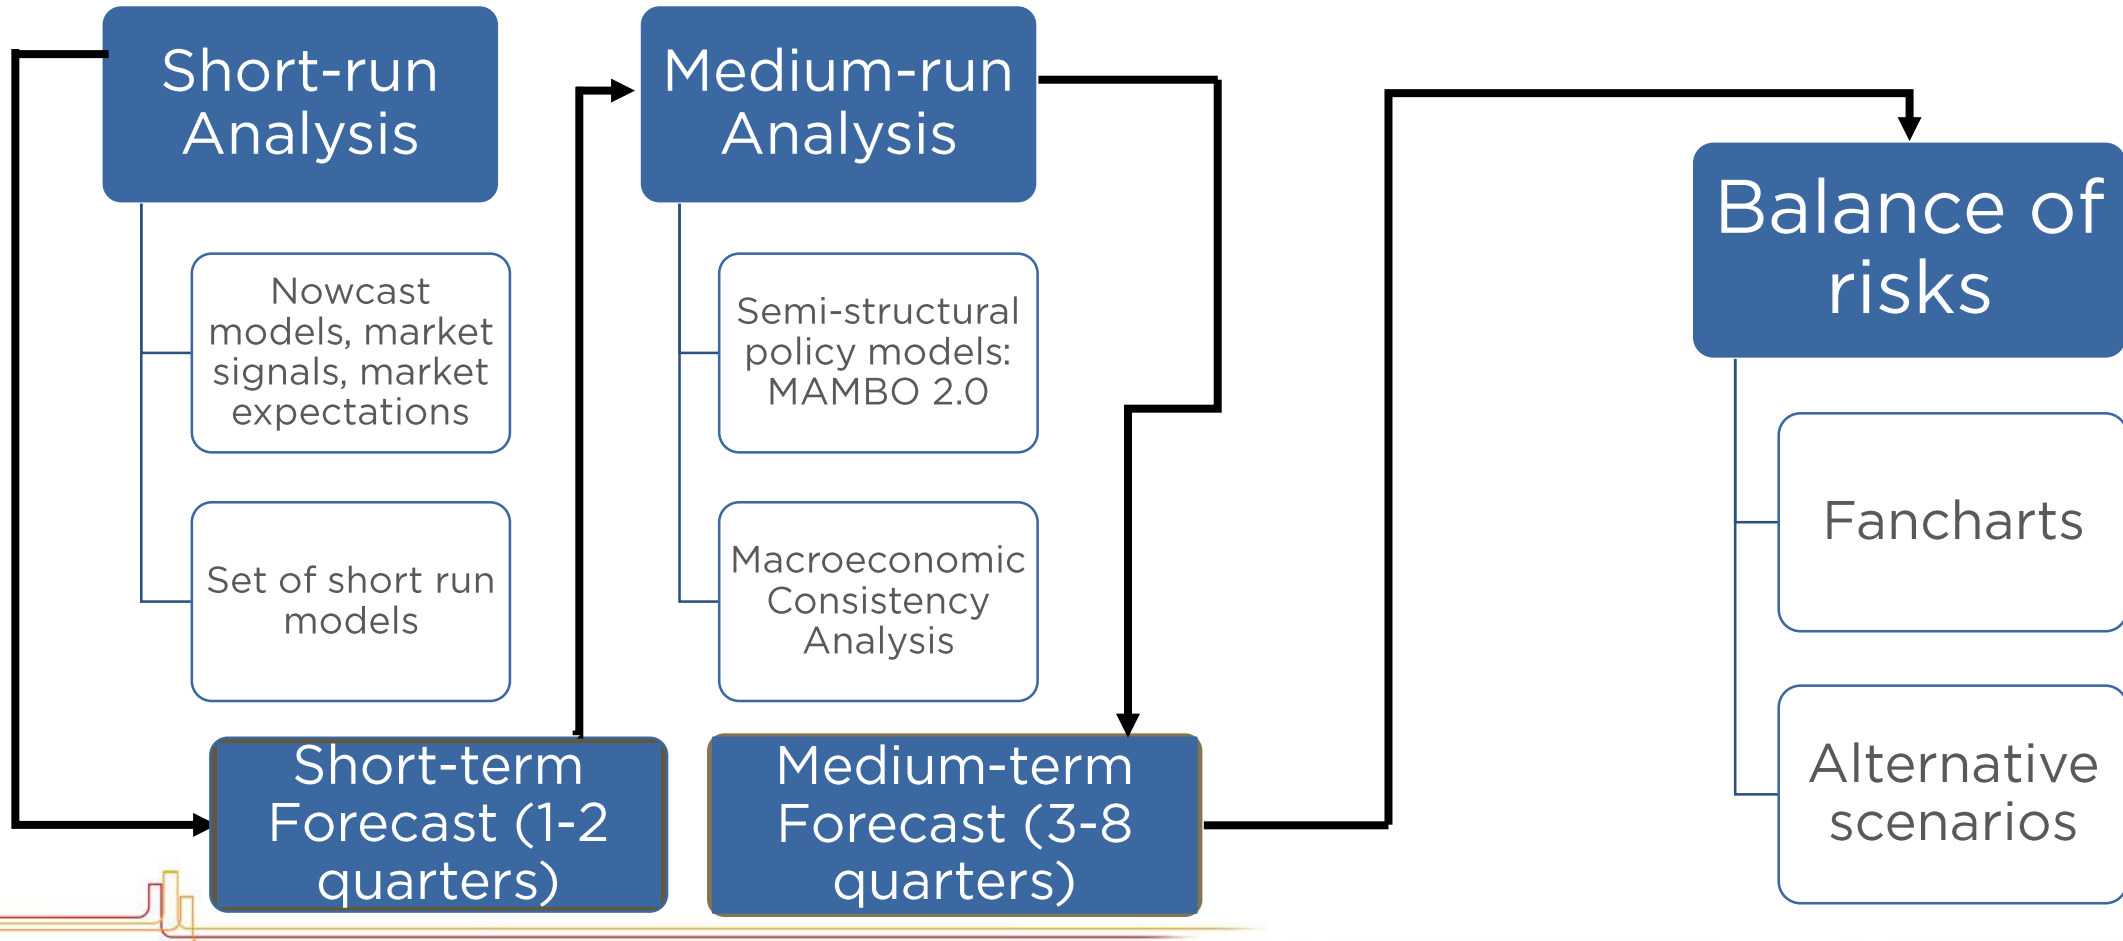 Short-run
Analysis
Nowcast
models, market
signals, market
expectations
Set of short run
models
Short-term
Forecast (1-2
quarters)
Medium-run
Analysis
Semi-structural
policy models:
MAMBO 2.0
Macroeconomic
Consistency
Analysis
Medium-term
Forecast (3-8
quarters)
Balance of
risks
Fancharts
Alternative
scenarios